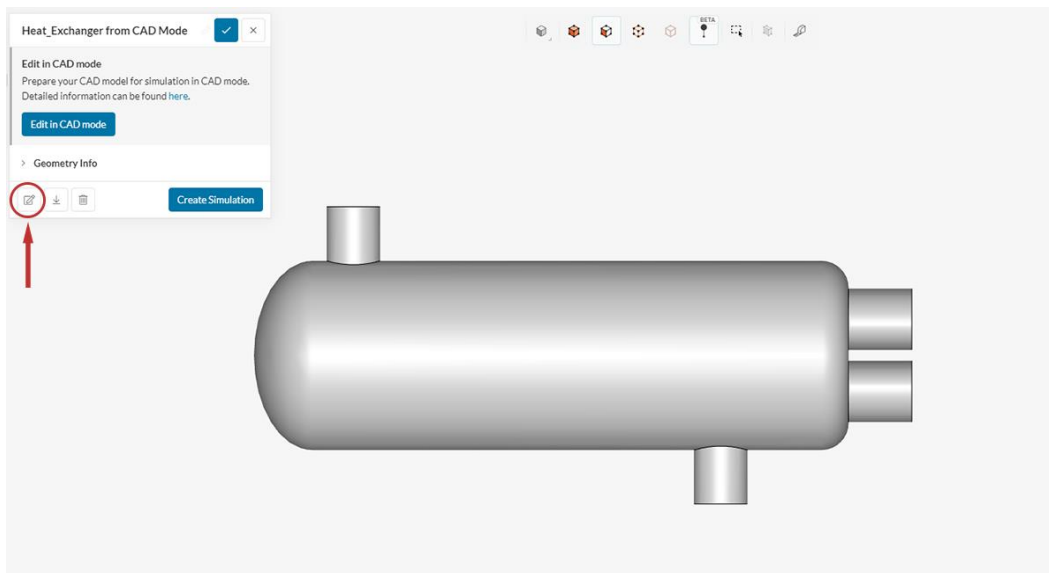 Heat_Exchanger from CAD Mode
BETA
Edit in CAD mode
Prepare your CAD model for simulation in CAD mode.
Detailed information can be found here.
Edit in CAD mode
Geometry Info
Create Simulation